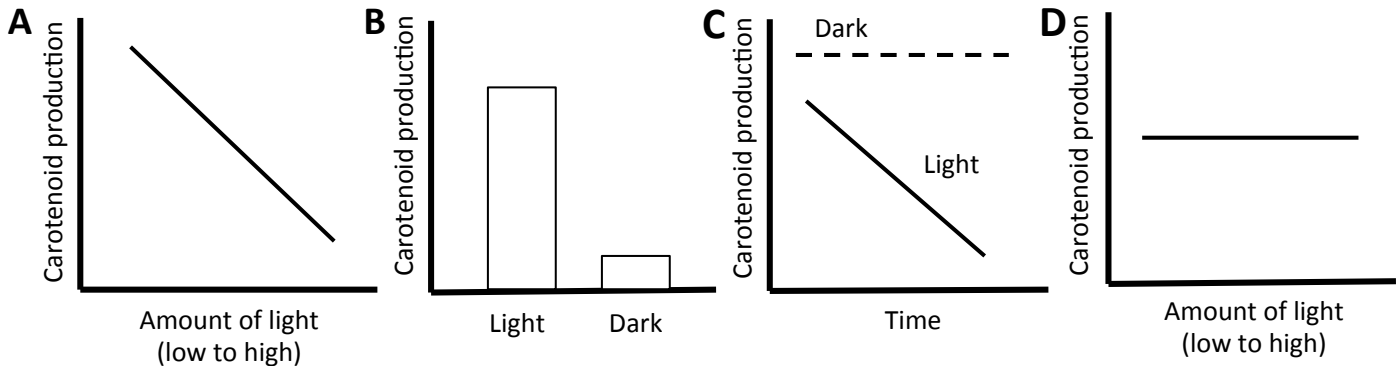 A
Carotenoid production
Amount of light
(low to high)
B
Carotenoid production
Light
Dark
C
Carotenoid production
Dark
Light
Time
D
Carotenoid production
Amount of light
(low to high)